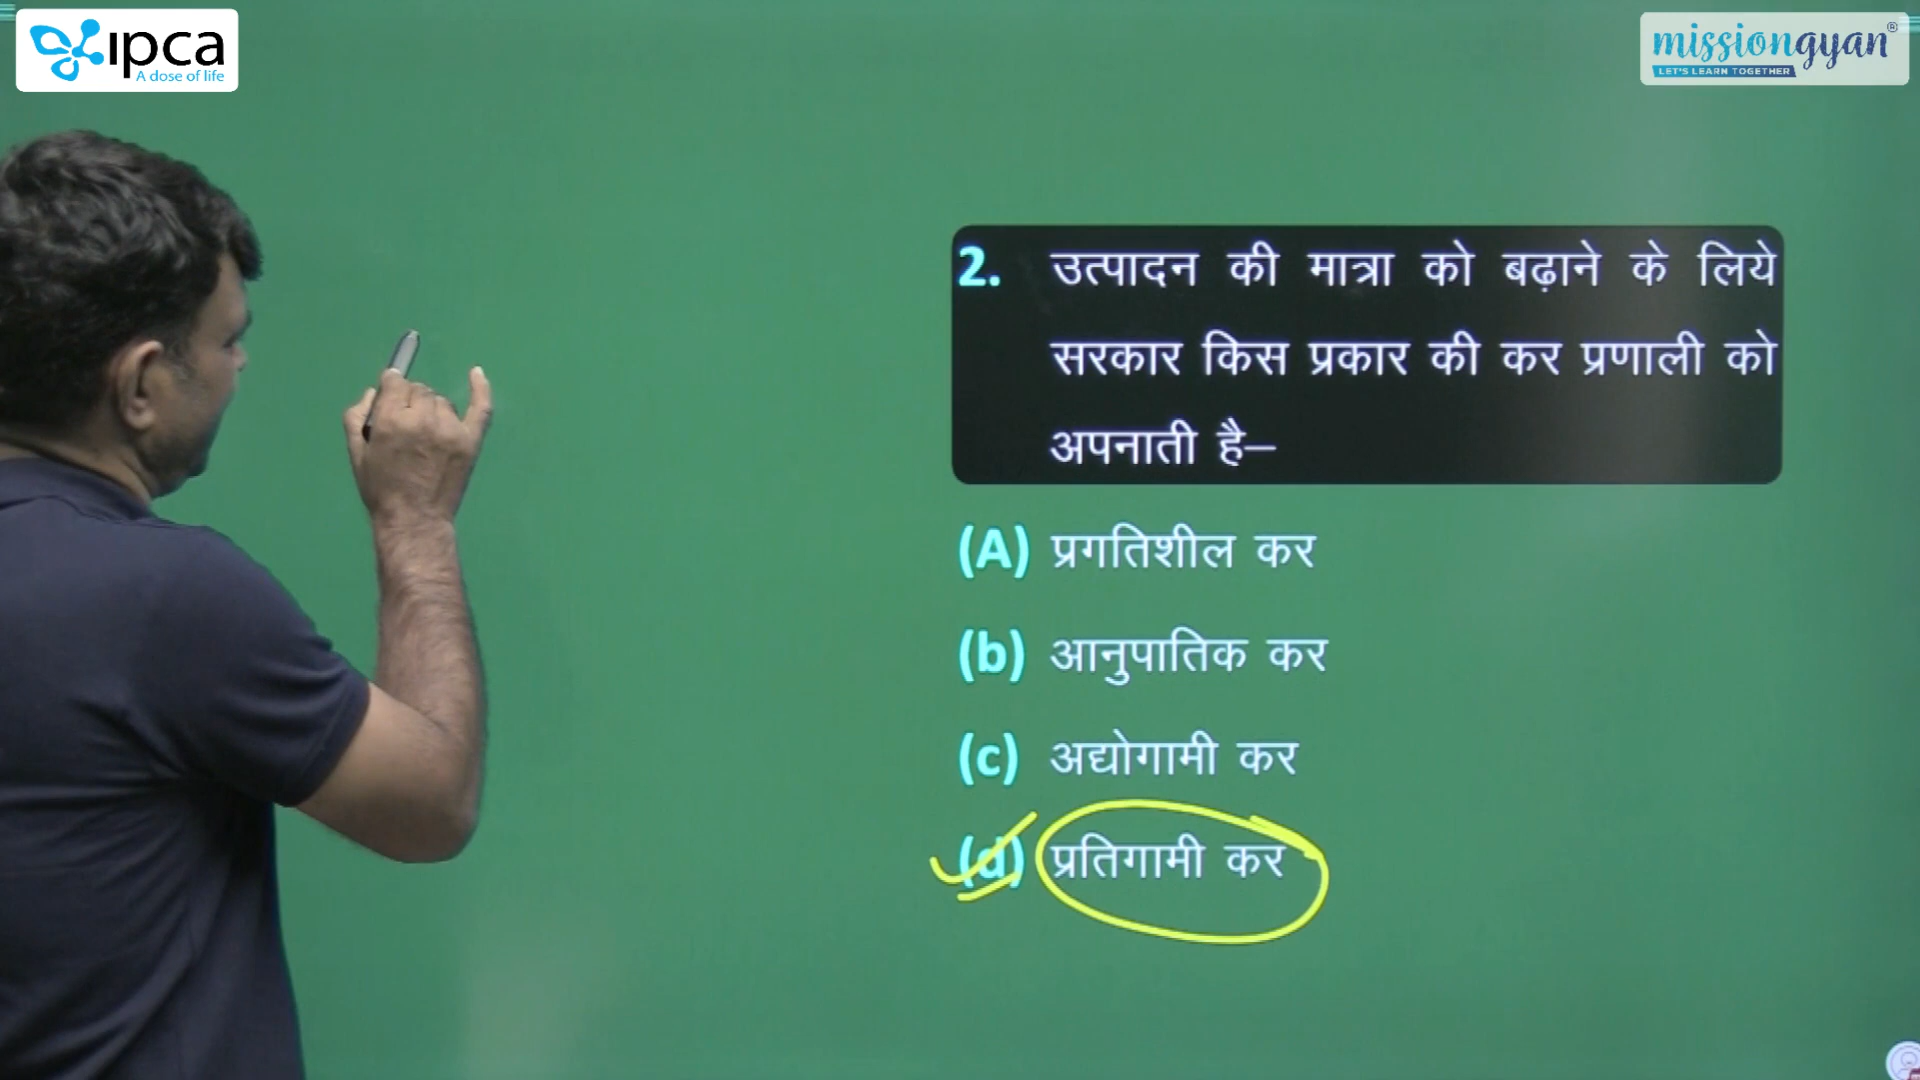 ipca
A dose of life
missiongyan®
LET'S LEARN TOGETHER
2. उत्पादन की मात्रा को बढ़ाने के लिये
सरकार किस प्रकार की कर प्रणाली को
अपनाती है–
(A) प्रगतिशील कर
(b) आनुपातिक कर
(c) अद्योगामी कर
(d) प्रतिगामी कर